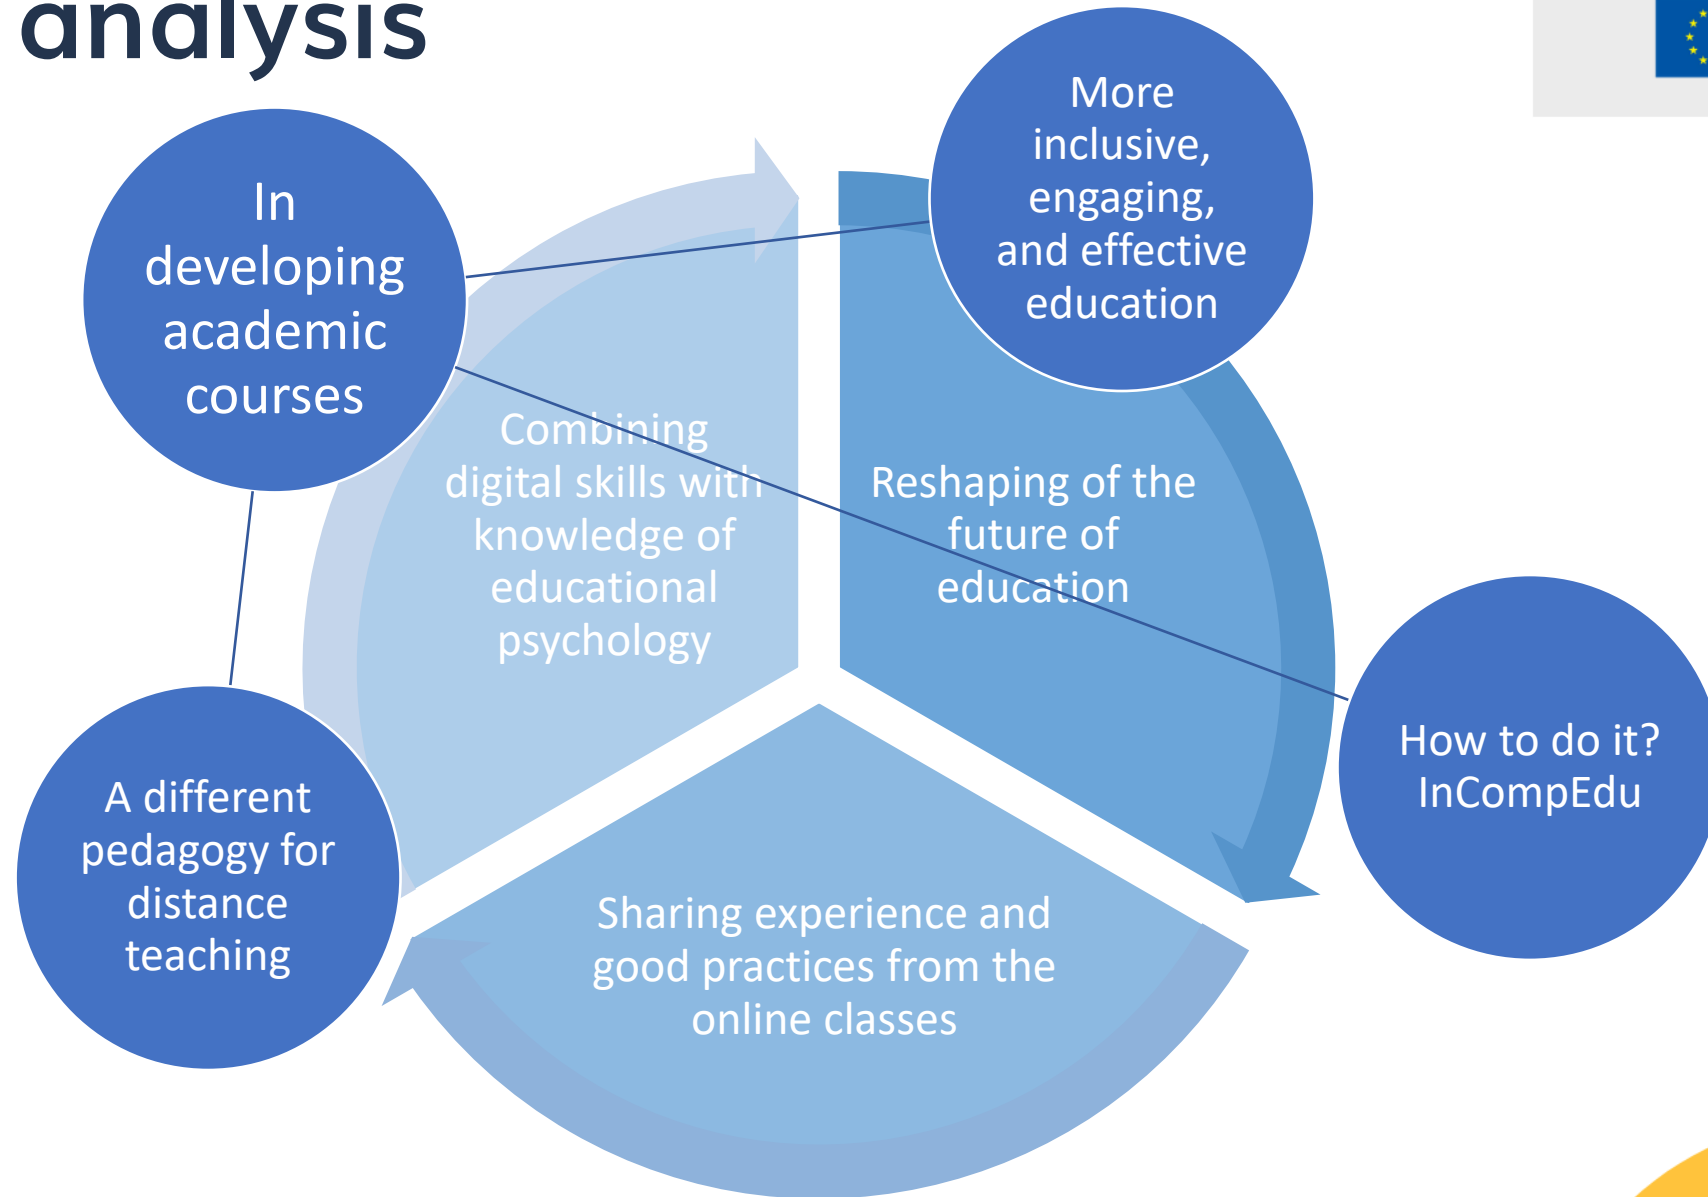 analysis
In
developing
academic
courses
More
inclusive,
engaging,
and effective
education
Combining
digital skills with
knowledge of
educational
psychology
Reshaping of the
future of
education
How to do it?
InCompEdu
A different
pedagogy for
distance
teaching
Sharing experience and
good practices from the
online classes